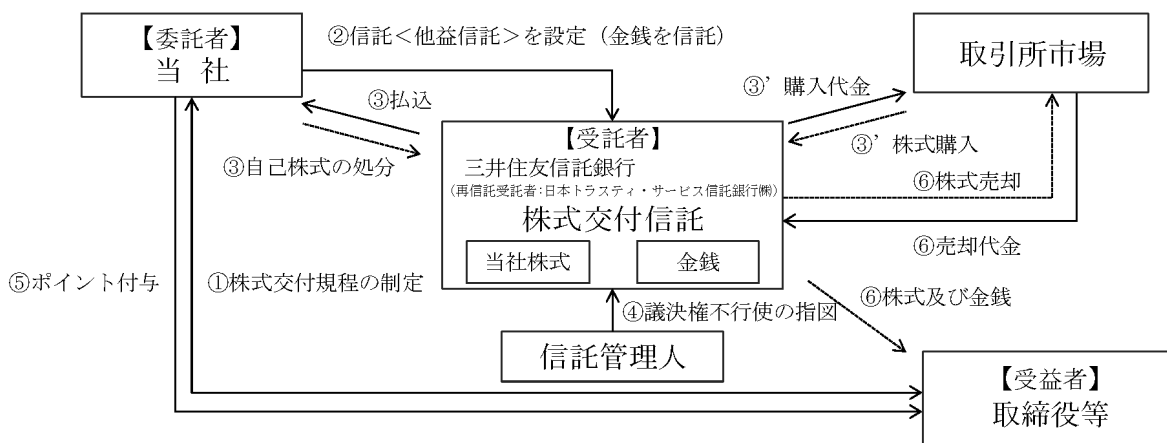 【委託者】
当 社
②信託＜他益信託＞を設定（金銭を信託）
取引所市場
③払込
③’購入代金
③自己株式の処分
③’株式購入
【受託者】
三井住友信託銀行
（再信託受託者：日本トラスティ・サービス信託銀行㈱）
株式交付信託
当社株式
金銭
⑥株式売却
⑥売却代金
⑤ポイント付与
①株式交付規程の制定
④議決権不行使の指図
⑥株式及び金銭
信託管理人
【受益者】
取締役等